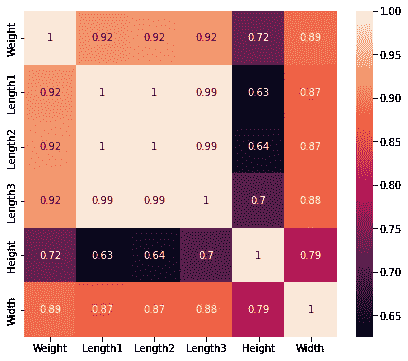 Weight 1 0.92 0.92 0.92 0.72 0.89
Length1 0.92 1 1 0.99 0.63 0.87
Length2 0.92 1 1 0.99 0.64 0.87
Length3 0.92 0.99 0.99 1 0.7 0.88
Height 0.72 0.63 0.64 0.7 1 0.79
Width 0.89 0.87 0.87 0.88 0.79 1
Weight Length1 Length2 Length3 Height Width
1.00
0.95
0.90
0.85
0.80
0.75
0.70
0.65